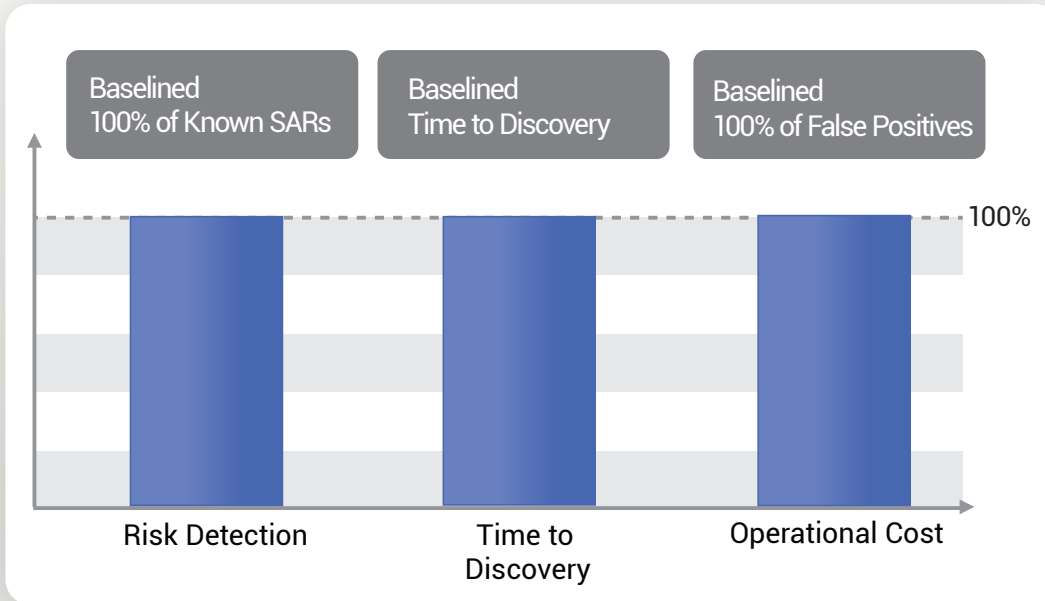 Baselined
100% of Known SARs
Baselined
Time to Discovery
Baselined
100% of False Positives
100%
Risk Detection
Time to
Discovery
Operational Cost